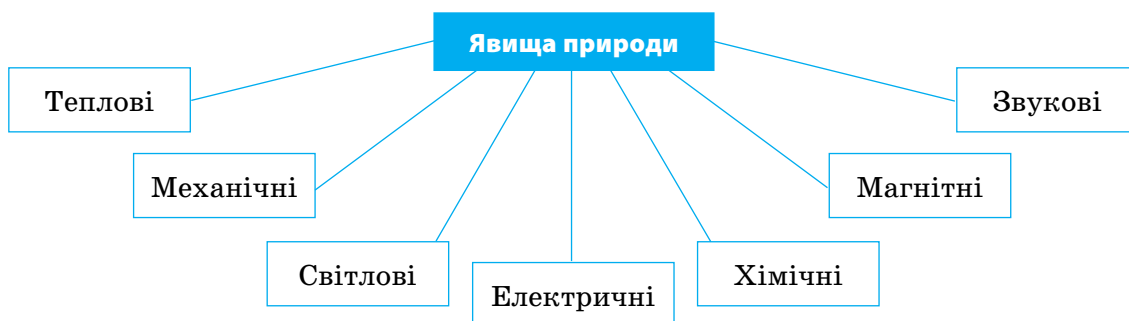 Явища природи
Теплові
Звукові
Механічні
Магнітні
Світлові
Хімічні
Електричні